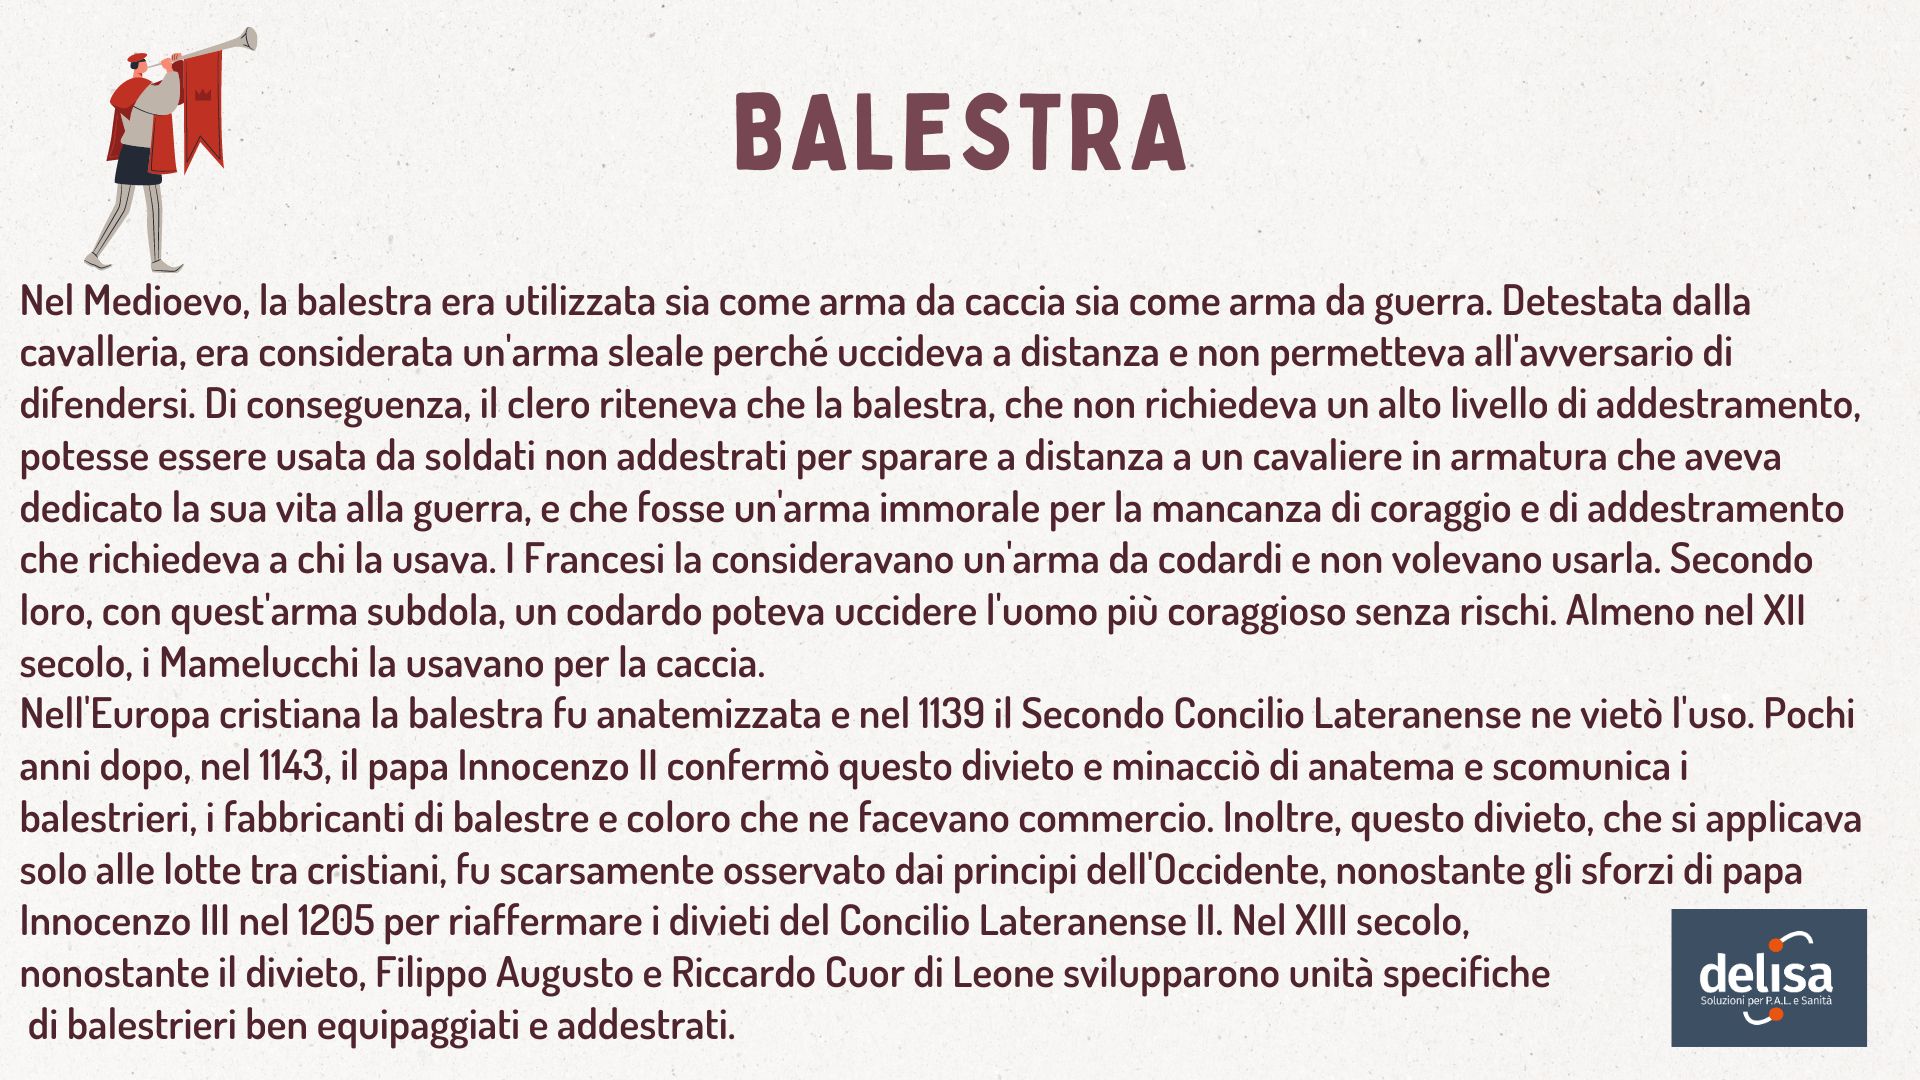 BALESTRA
Nel Medioevo, la balestra era utilizzata sia come arma da caccia sia come arma da guerra. Detestata dalla
cavalleria, era considerata un'arma sleale perché uccideva a distanza e non permetteva all'avversario di
difendersi. Di conseguenza, il clero riteneva che la balestra, che non richiedeva un alto livello di addestramento,
potesse essere usata da soldati non addestrati per sparare a distanza a un cavaliere in armatura che aveva
dedicato la sua vita alla guerra, e che fosse un'arma immorale per la mancanza di coraggio e di addestramento
che richiedeva a chi la usava. I Francesi la consideravano un'arma da codardi e non volevano usarla. Secondo
loro, con quest'arma subdola, un codardo poteva uccidere l'uomo più coraggioso senza rischi. Almeno nel XII
secolo, i Mamelucchi la usavano per la caccia.
Nell'Europa cristiana la balestra fu anatemizzata e nel 1139 il Secondo Concilio Lateranense ne vietò l'uso. Pochi
anni dopo, nel 1143, il papa Innocenzo II confermò questo divieto e minacciò di anatema e scomunica i
balestrieri, i fabbricanti di balestre e coloro che ne facevano commercio. Inoltre, questo divieto, che si applicava
solo alle lotte tra cristiani, fu scarsamente osservato dai principi dell'Occidente, nonostante gli sforzi di papa
Innocenzo III nel 1205 per riaffermare i divieti del Concilio Lateranense II. Nel XIII secolo,
nonostante il divieto, Filippo Augusto e Riccardo Cuor di Leone svilupparono unità specifiche
di balestrieri ben equipaggiati e addestrati.
delisa
Soluzioni per P.A.L. e Sanità